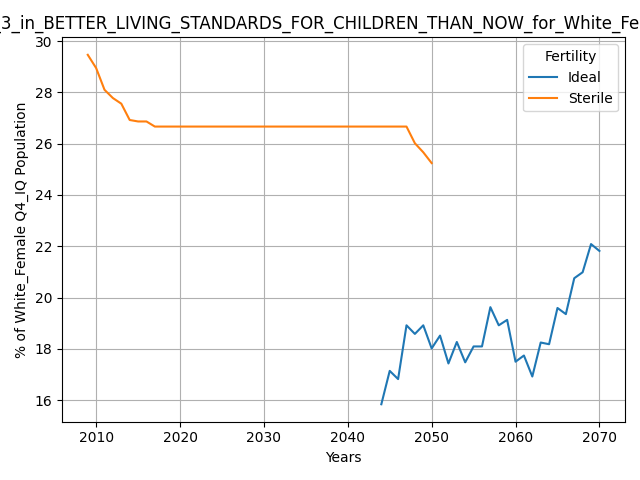 _3_in_BETTER_LIVING_STANDARDS_FOR_CHILDREN_THAN_NOW_for_White_Fe
Fertility
Ideal
Sterile
% of White_Female Q4_IQ Population
30
28
26
24
22
20
18
16
2010 2020 2030 2040 2050 2060 2070
Years